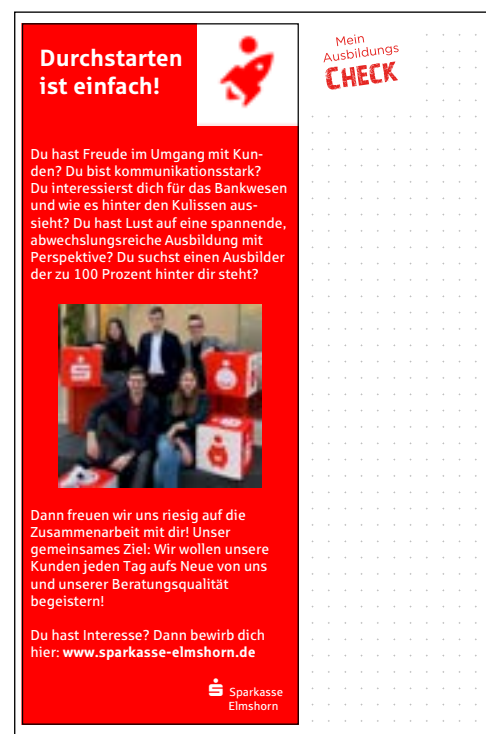 Durchstarten
ist einfach!
Mein
Ausbildungs
CHECK
Du hast Freude im Umgang mit Kun-
den? Du bist kommunikationsstark?
Du interessierst dich für das Bankwesen
und wie es hinter den Kulissen aus-
sieht? Du hast Lust auf eine spannende,
abwechslungsreiche Ausbildung mit
Perspektive? Du suchst einen Ausbilder
der zu 100 Prozent hinter dir steht?
Dann freuen wir uns riesig auf die
Zusammenarbeit mit dir! Unser
gemeinsames Ziel: Wir wollen unsere
Kunden jeden Tag aufs Neue von uns
und unserer Beratungsqualität
begeistern!
Du hast Interesse? Dann bewirb dich
hier: www.sparkasse-elmshorn.de
Sparkasse
Elmshorn